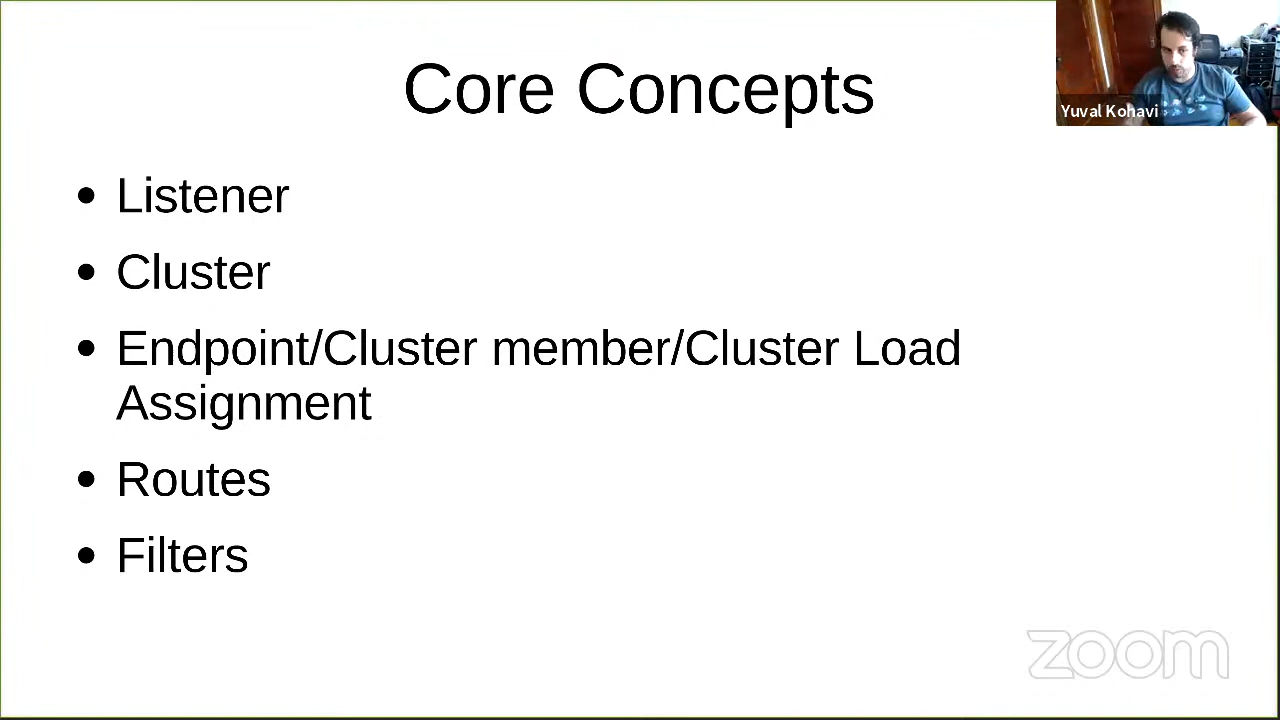 Core Concepts
Yuval Kohavi
• Listener
• Cluster
• Endpoint/Cluster member/Cluster Load
Assignment
• Routes
• Filters
zoom